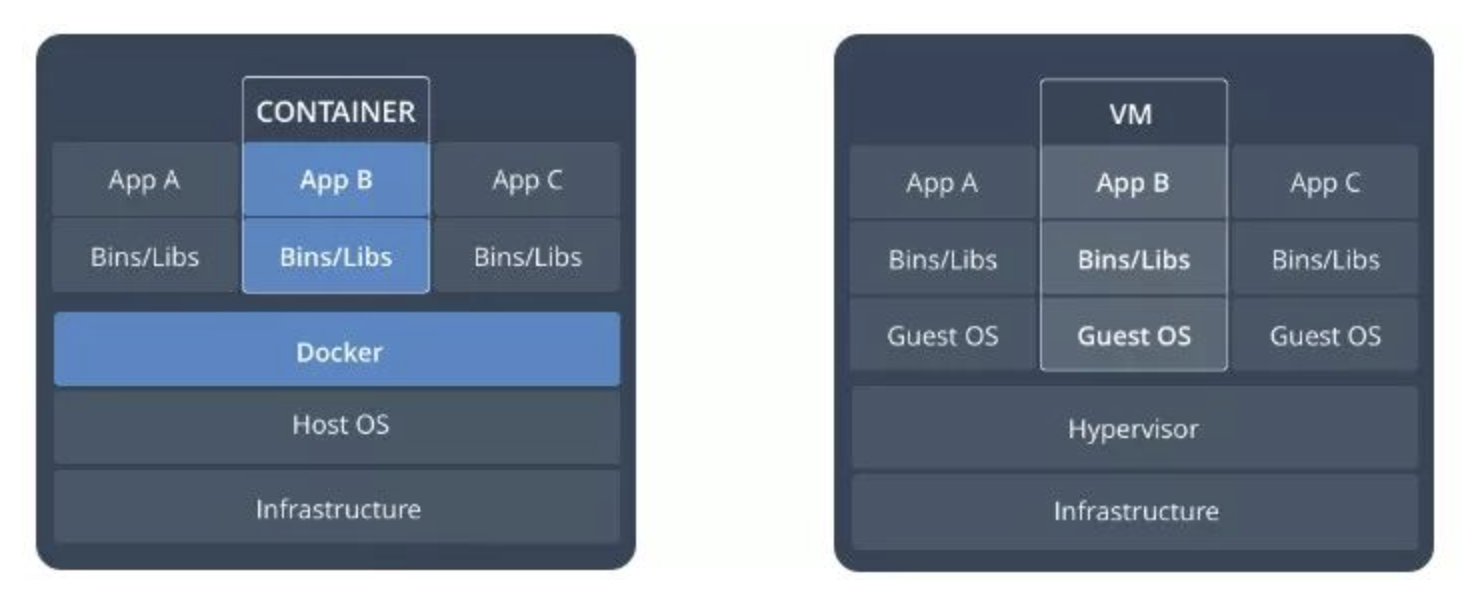 CONTAINER
App A App B App C
Bins/Libs Bins/Libs Bins/Libs
Docker
Host OS
Infrastructure
VM
App A App B App C
Bins/Libs Bins/Libs Bins/Libs
Guest OS Guest OS Guest OS
Hypervisor
Infrastructure